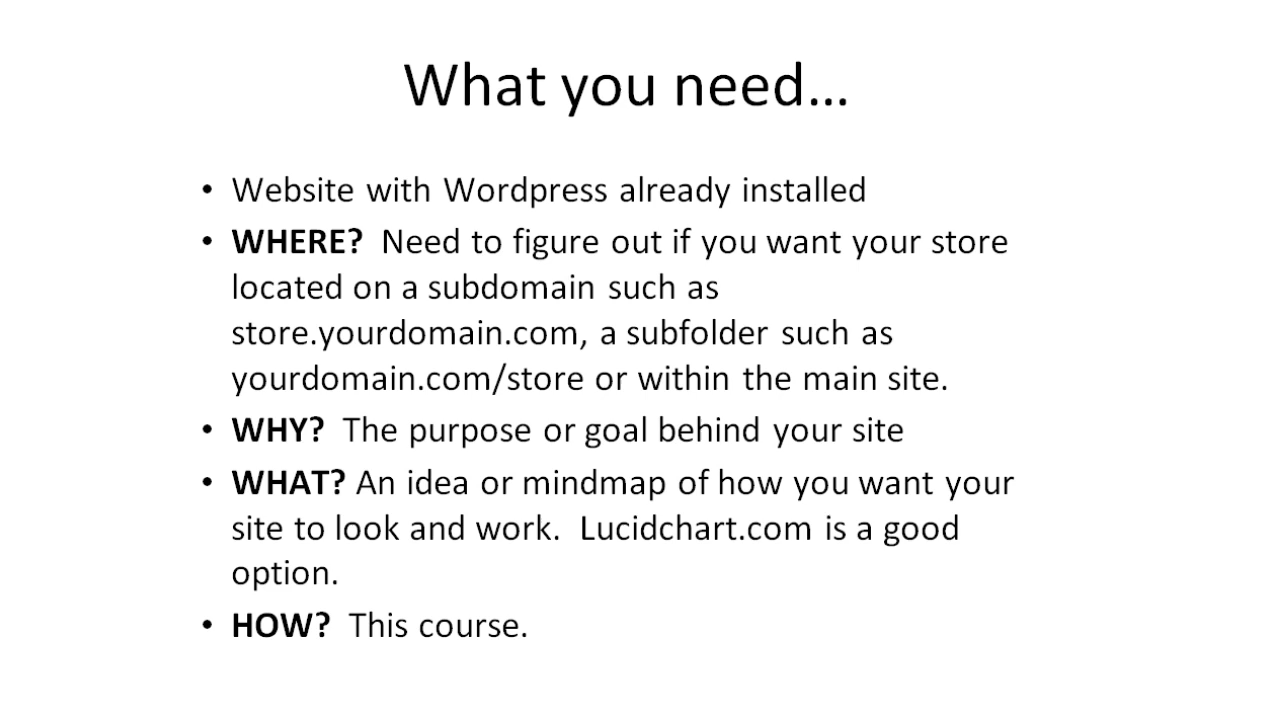 What you need...
• Website with Wordpress already installed
• WHERE?  Need to figure out if you want your store
located on a subdomain such as
store.yourdomain.com, a subfolder such as
yourdomain.com/store or within the main site.
• WHY?  The purpose or goal behind your site
• WHAT? An idea or mindmap of how you want your
site to look and work.  Lucidchart.com is a good
option.
• HOW?  This course.